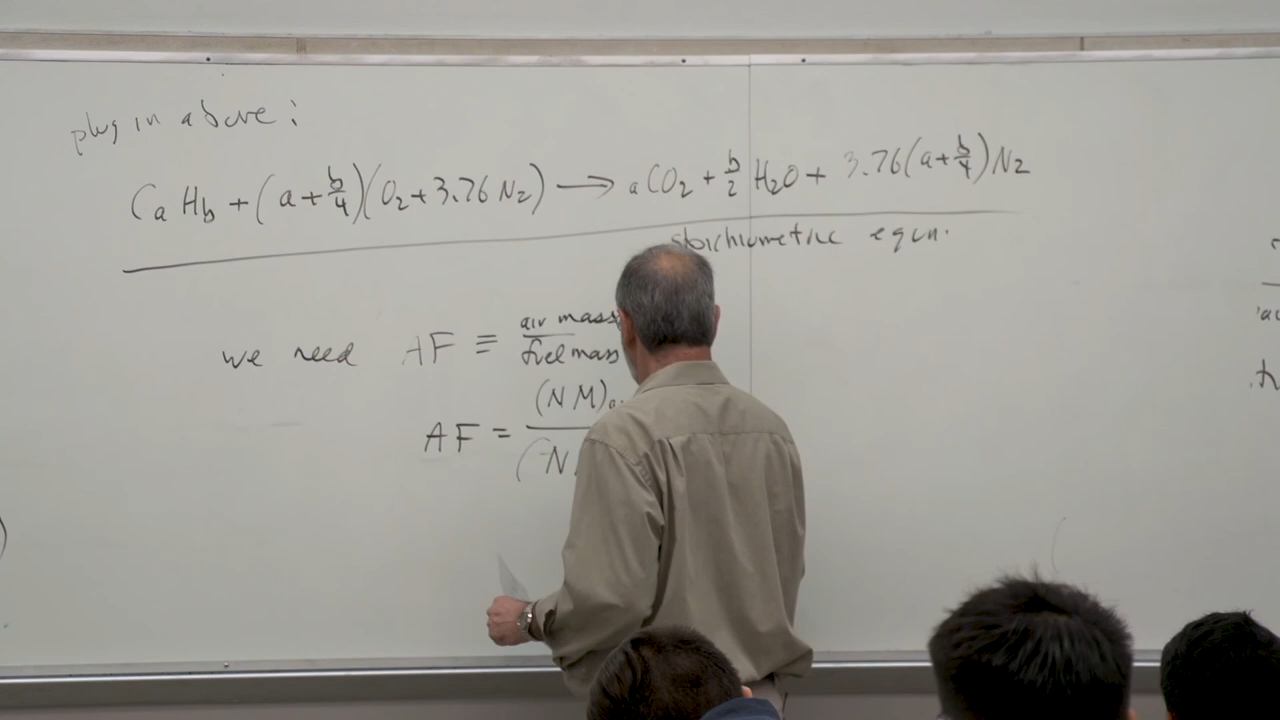 plug in above:
CaHb + (a + b/4)(O2 + 3.76 N2) → a CO2 + b/2 H2O + 3.76(a + b/4) N2
stoichiometric eqn.
we need AF ≡ air mass / fuel mass
AF = (NM)a / (N